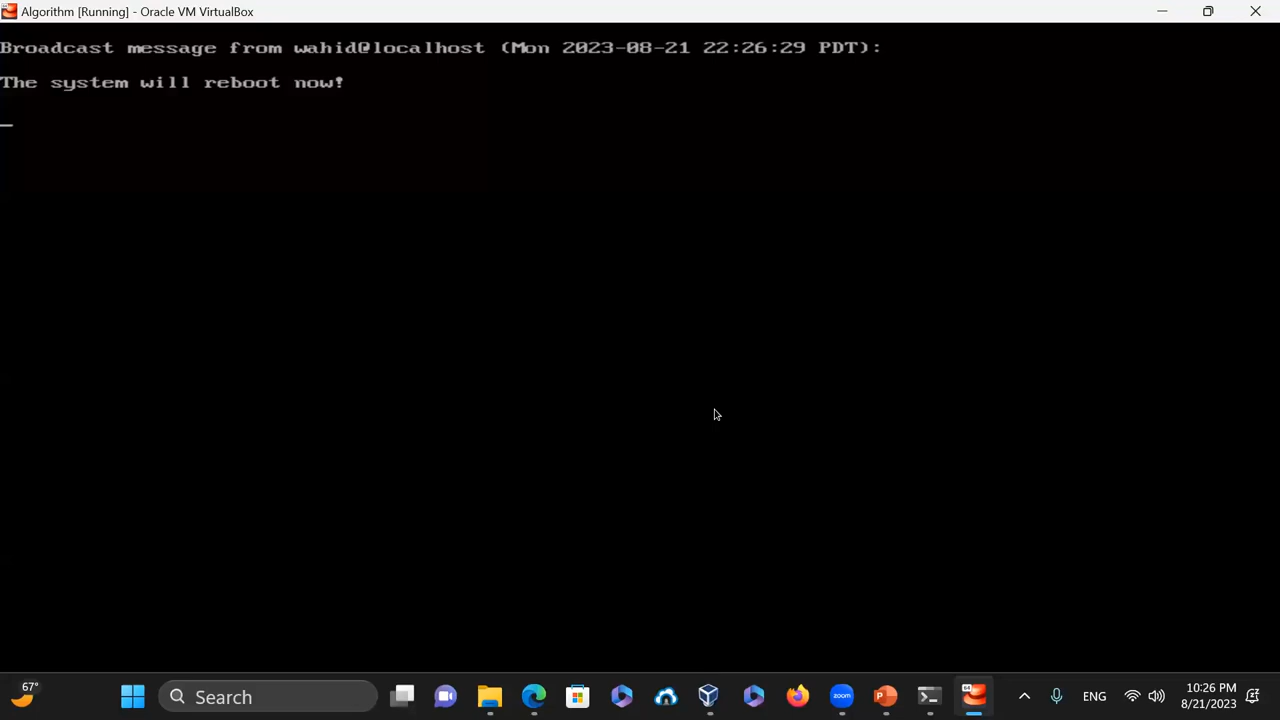 Algorithm [Running] - Oracle VM VirtualBox
Broadcast message from wahid@localhost (Mon 2023-08-21 22:26:29 PDT):
The system will reboot now!
67°
Search
zoom
P
ENG
10:26 PM
8/21/2023